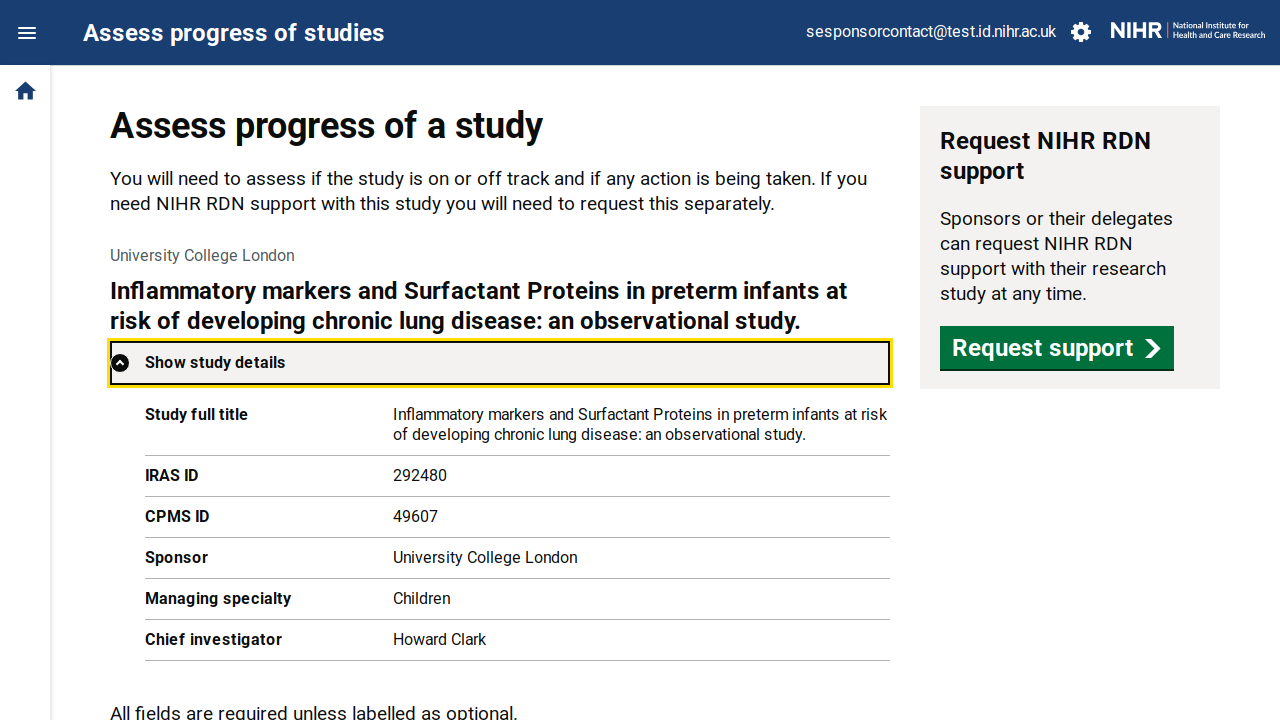 Assess progress of studies
sesponsorcontact@test.id.nihr.ac.uk
NIHR
National Institute for
Health and Care Research
Assess progress of a study
You will need to assess if the study is on or off track and if any action is being taken. If you
need NIHR RDN support with this study you will need to request this separately.
University College London
Inflammatory markers and Surfactant Proteins in preterm infants at
risk of developing chronic lung disease: an observational study.
Show study details
Study full title
Inflammatory markers and Surfactant Proteins in preterm infants at risk
of developing chronic lung disease: an observational study.
IRAS ID
292480
CPMS ID
49607
Sponsor
University College London
Managing specialty
Children
Chief investigator
Howard Clark
All fields are required unless labelled as optional.
Request NIHR RDN
support
Sponsors or their delegates
can request NIHR RDN
support with their research
study at any time.
Request support